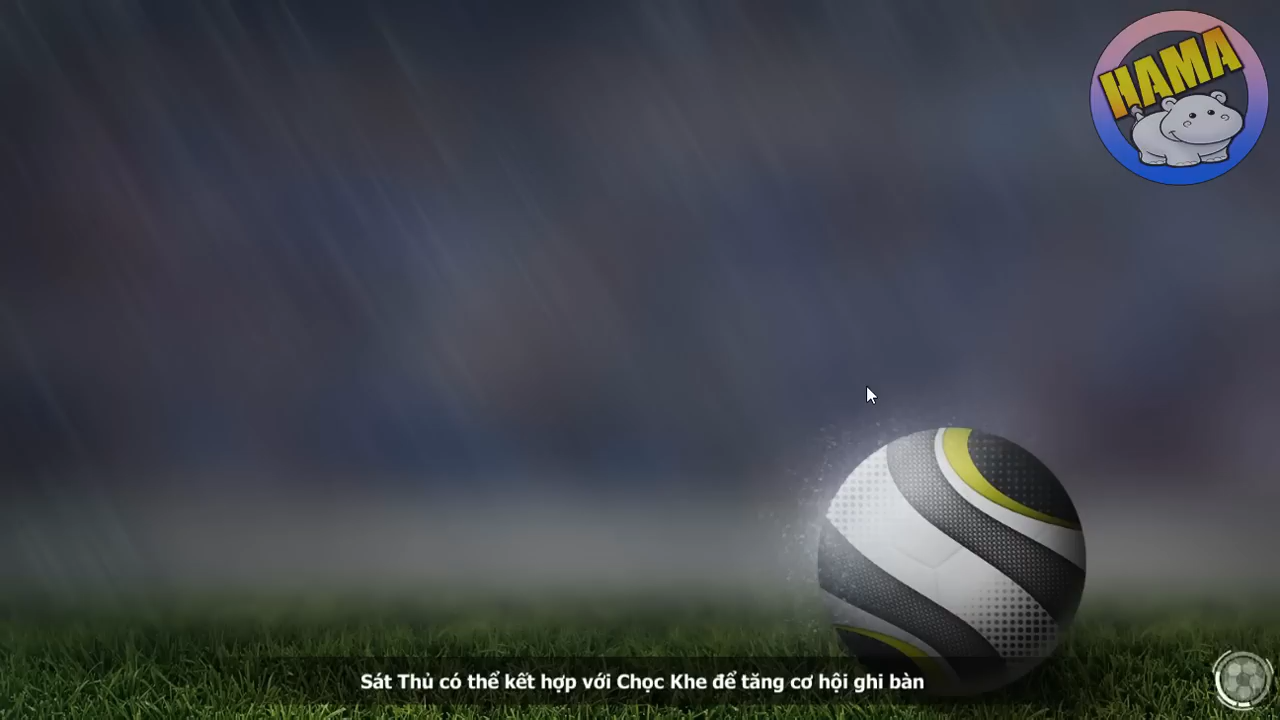 HAMA
Sát Thủ có thể kết hợp với Chọc Khe để tăng cơ hội ghi bàn